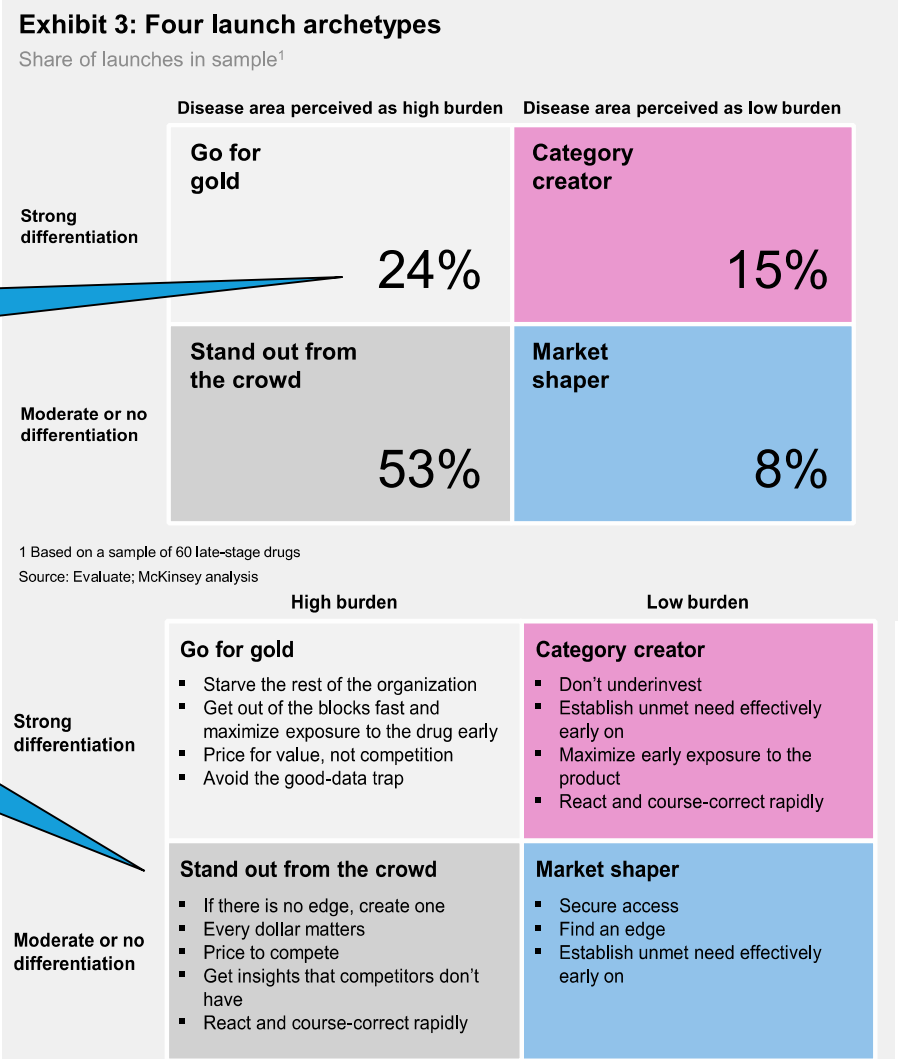 Exhibit 3: Four launch archetypes
Share of launches in sample1
Disease area perceived as high burden
Disease area perceived as low burden
Strong
differentiation
Go for
gold
24%
Category
creator
15%
Moderate or no
differentiation
Stand out from
the crowd
53%
Market
shaper
8%
1 Based on a sample of 60 late-stage drugs
Source: Evaluate; McKinsey analysis
High burden
Low burden
Strong
differentiation
Go for gold
▪ Starve the rest of the organization
▪ Get out of the blocks fast and
maximize exposure to the drug early
▪ Price for value, not competition
▪ Avoid the good-data trap
Category creator
▪ Don’t underinvest
▪ Establish unmet need effectively
early on
▪ Maximize early exposure to the
product
▪ React and course-correct rapidly
Moderate or no
differentiation
Stand out from the crowd
▪ If there is no edge, create one
▪ Every dollar matters
▪ Price to compete
▪ Get insights that competitors don’t
have
▪ React and course-correct rapidly
Market shaper
▪ Secure access
▪ Find an edge
▪ Establish unmet need effectively
early on